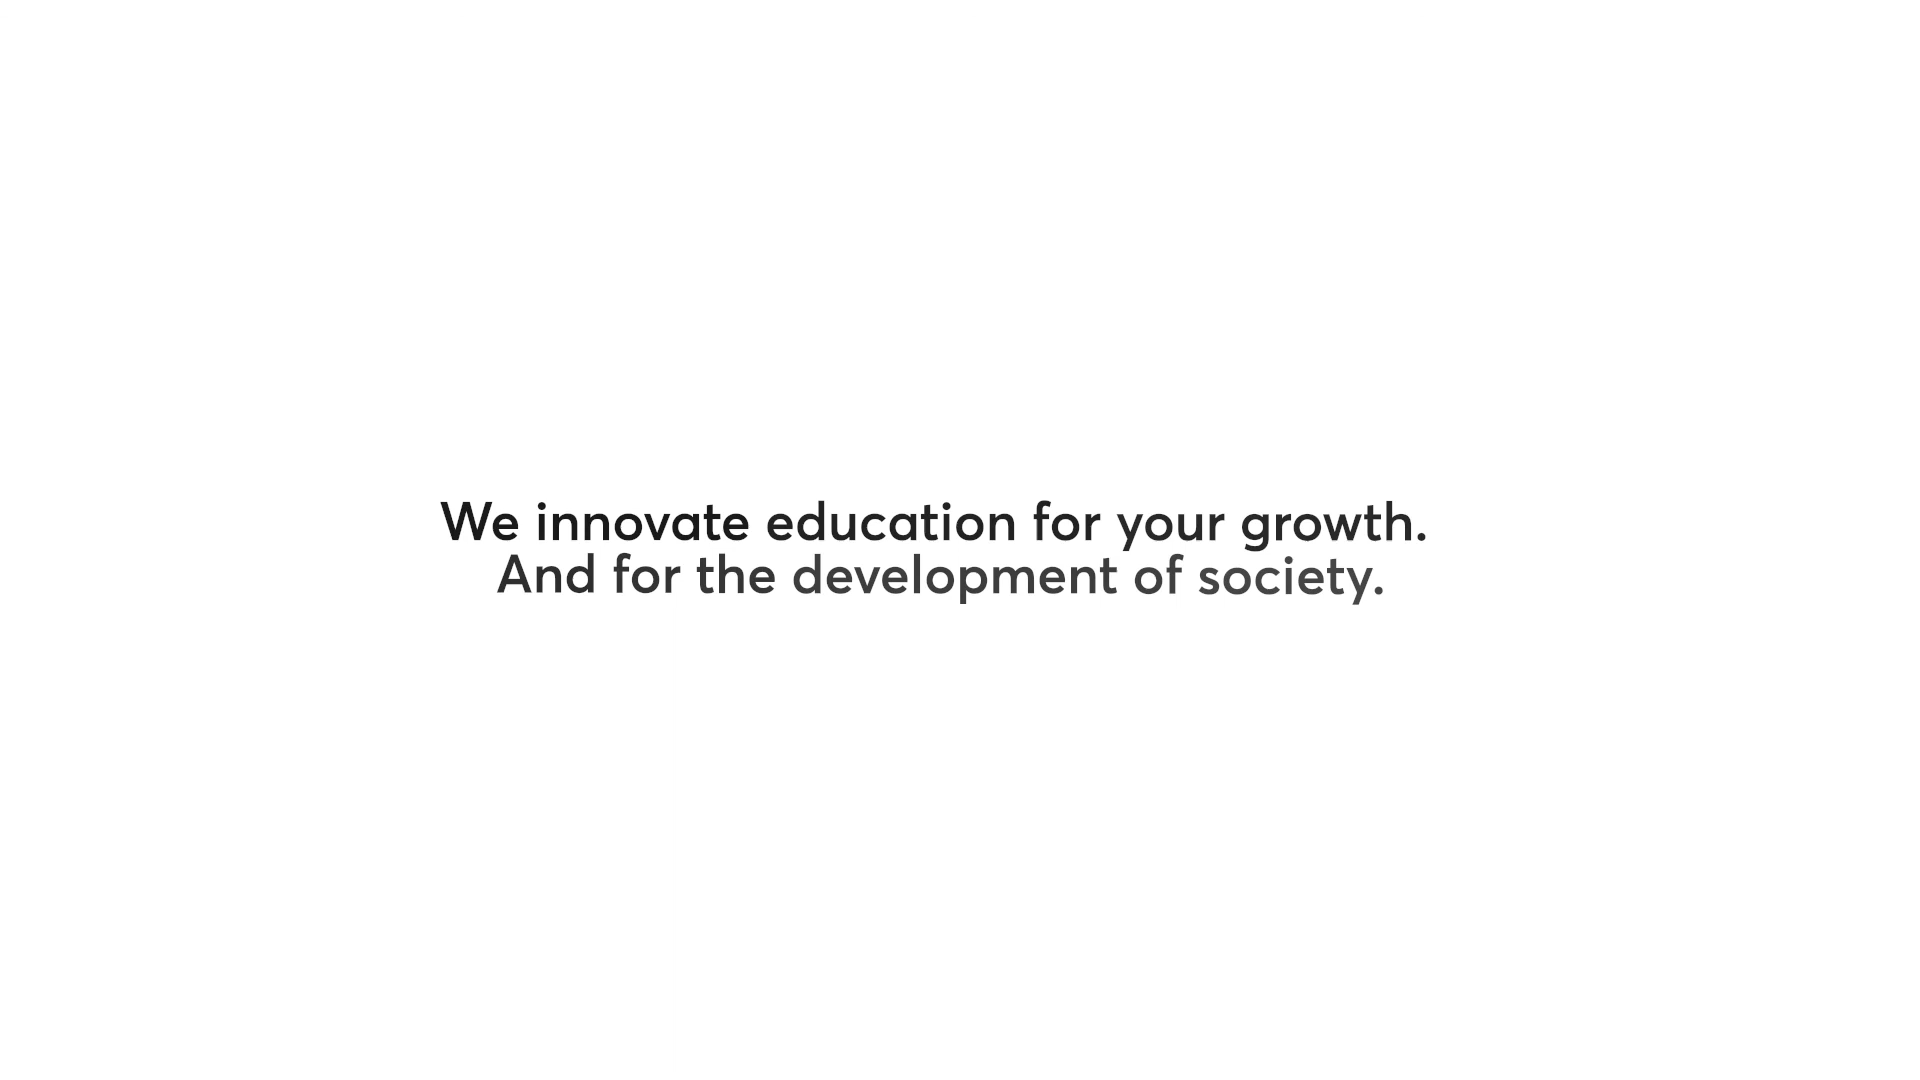 We innovate education for your growth.
And for the development of society.